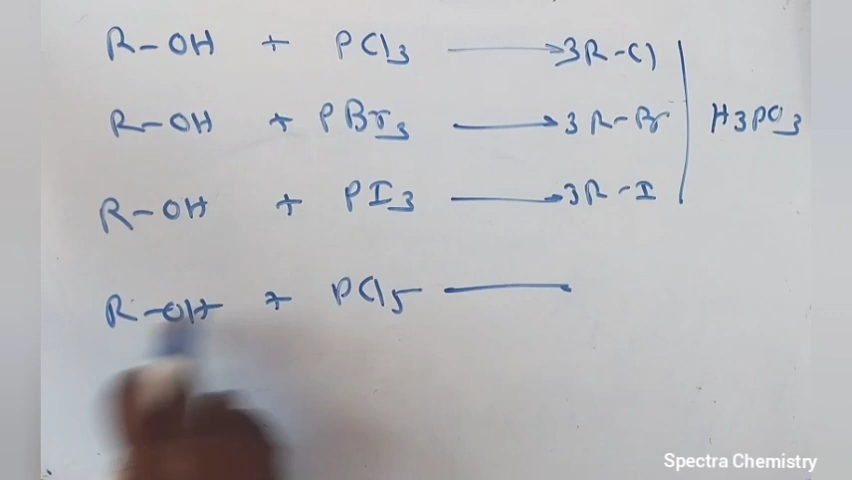 R-OH + PCl3 → 3R-Cl
R-OH + PBr3 → 3R-Br H3PO3
R-OH + PI3 → 3R-I
R-OH + PCl5
Spectra Chemistry